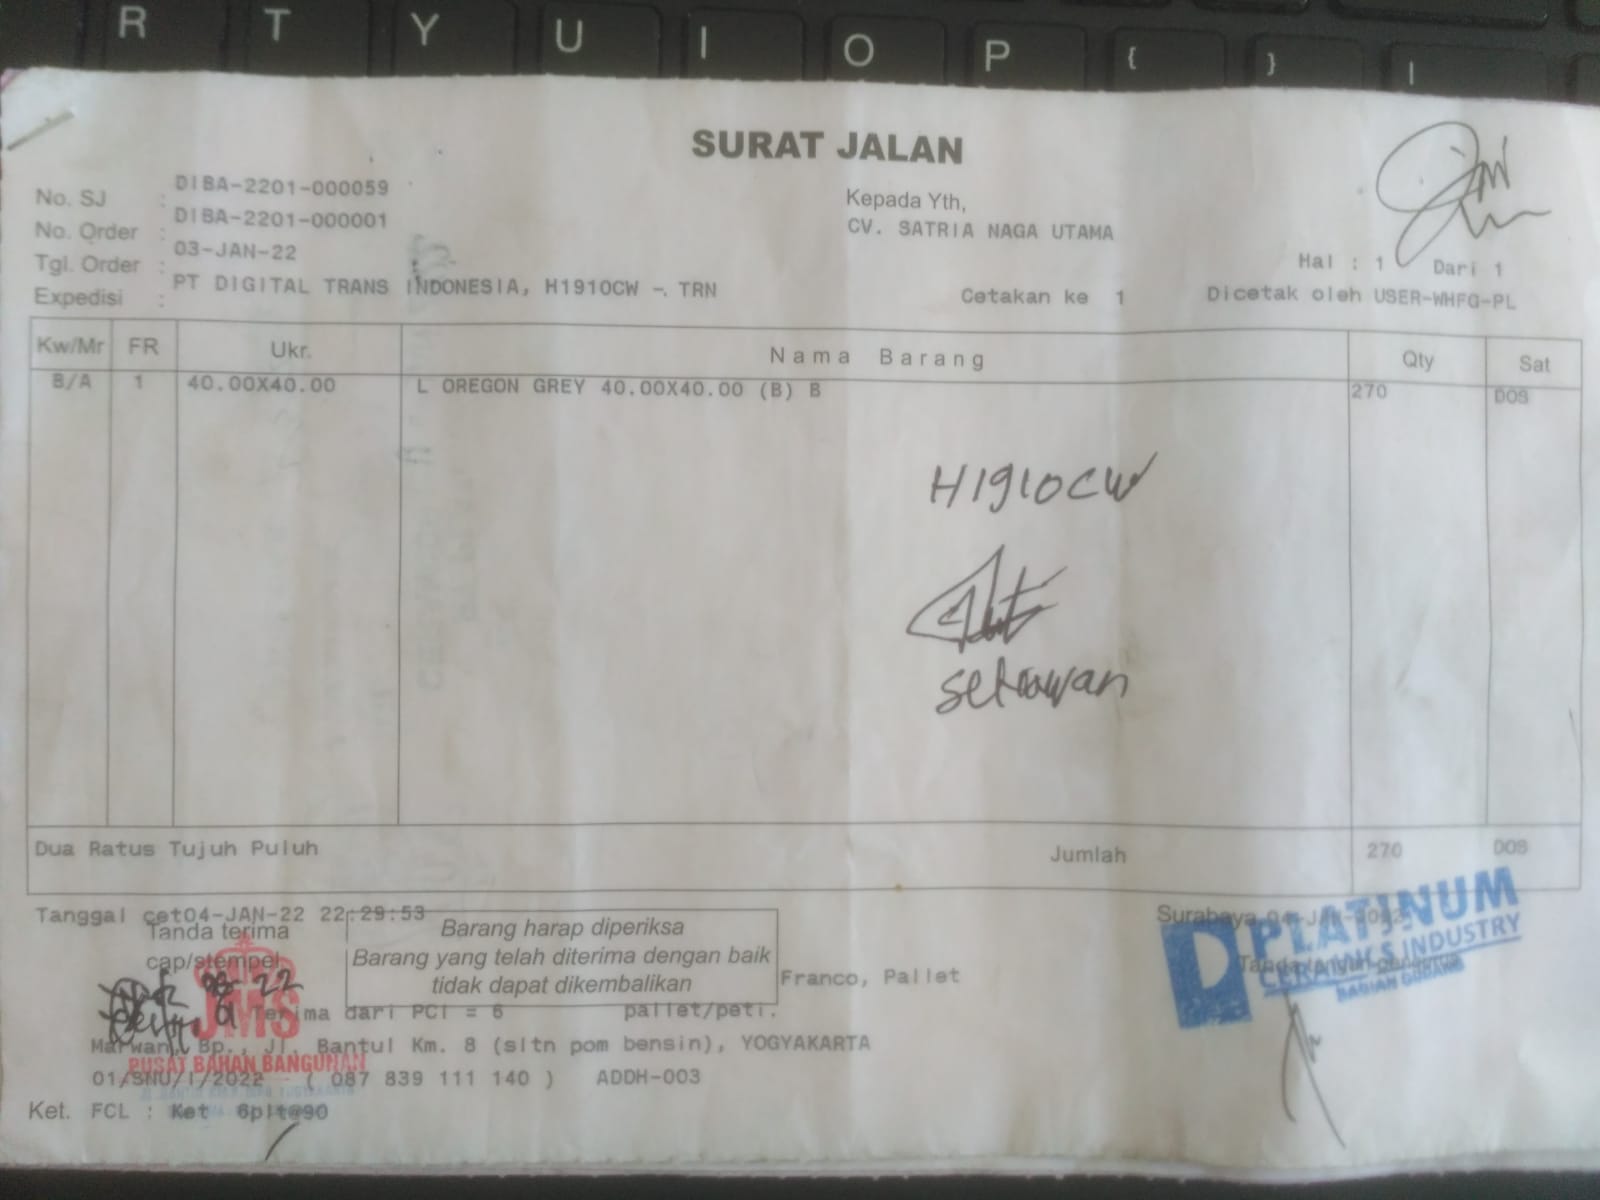 R T Y U I O P { } |
SURAT JALAN
No. SJ : DIBA-2201-000059
No. Order : DIBA-2201-000001
Tgl. Order : 03-JAN-22
Expedisi : PT DIGITAL TRANS INDONESIA, H1910CW -. TRN
Kepada Yth,
CV. SATRIA NAGA UTAMA
Hal : 1 Dari 1
Cetakan ke 1 Dicetak oleh USER-WHFG-PL
Kw/Mr FR Ukr. Nama Barang Qty Sat
B/A 1 40.00X40.00 L OREGON GREY 40.00X40.00 (B) B 270 DOS
H1910CW
setiawan
Dua Ratus Tujuh Puluh Jumlah 270 DOS
Tanggal cet04-JAN-22 22:29:53
Tanda terima
cap/stempel
Barang harap diperiksa
Barang yang telah diterima dengan baik
tidak dapat dikembalikan
Franco, Pallet
Surabaya
PLATINUM
CERAMICS INDUSTRY
BAGIAN GUDANG
JMS
PUSAT BAHAN BANGUNAN
Terima dari PCI = 6 pallet/peti.
Marwan, Bp., Jl. Bantul Km. 8 (sltn pom bensin), YOGYAKARTA
01/SNU/I/2022 ( 087 839 111 140 ) ADDH-003
Ket. FCL : Ket 6plt@90